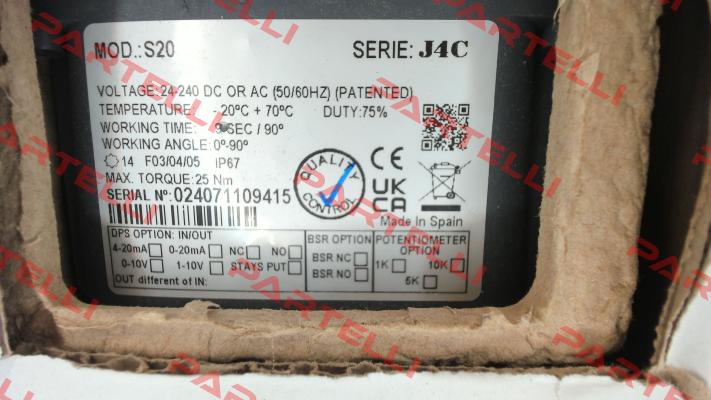 MOD.:S20 SERIE: J4C
VOLTAGE:24-240 DC OR AC (50/60HZ) (PATENTED)
TEMPERATURE -20ºC + 70ºC DUTY:75%
WORKING TIME: 9 SEC / 90º
WORKING ANGLE:0º-90º
14 F03/04/05 IP67
MAX. TORQUE:25 Nm
SERIAL Nº:024071109415
QUALITY CONTROL
CE
UK
CA
Made In Spain
DPS OPTION: IN/OUT
4-20mA 0-20mA NC NO
0-10V 1-10V STAYS PUT
OUT different of IN:
BSR OPTION
BSR NC
BSR NO
POTENTIOMETER
OPTION
1K 10K
5K
PARTELLI
PARTELLI
PARTELLI
PARTELLI
PARTELLI